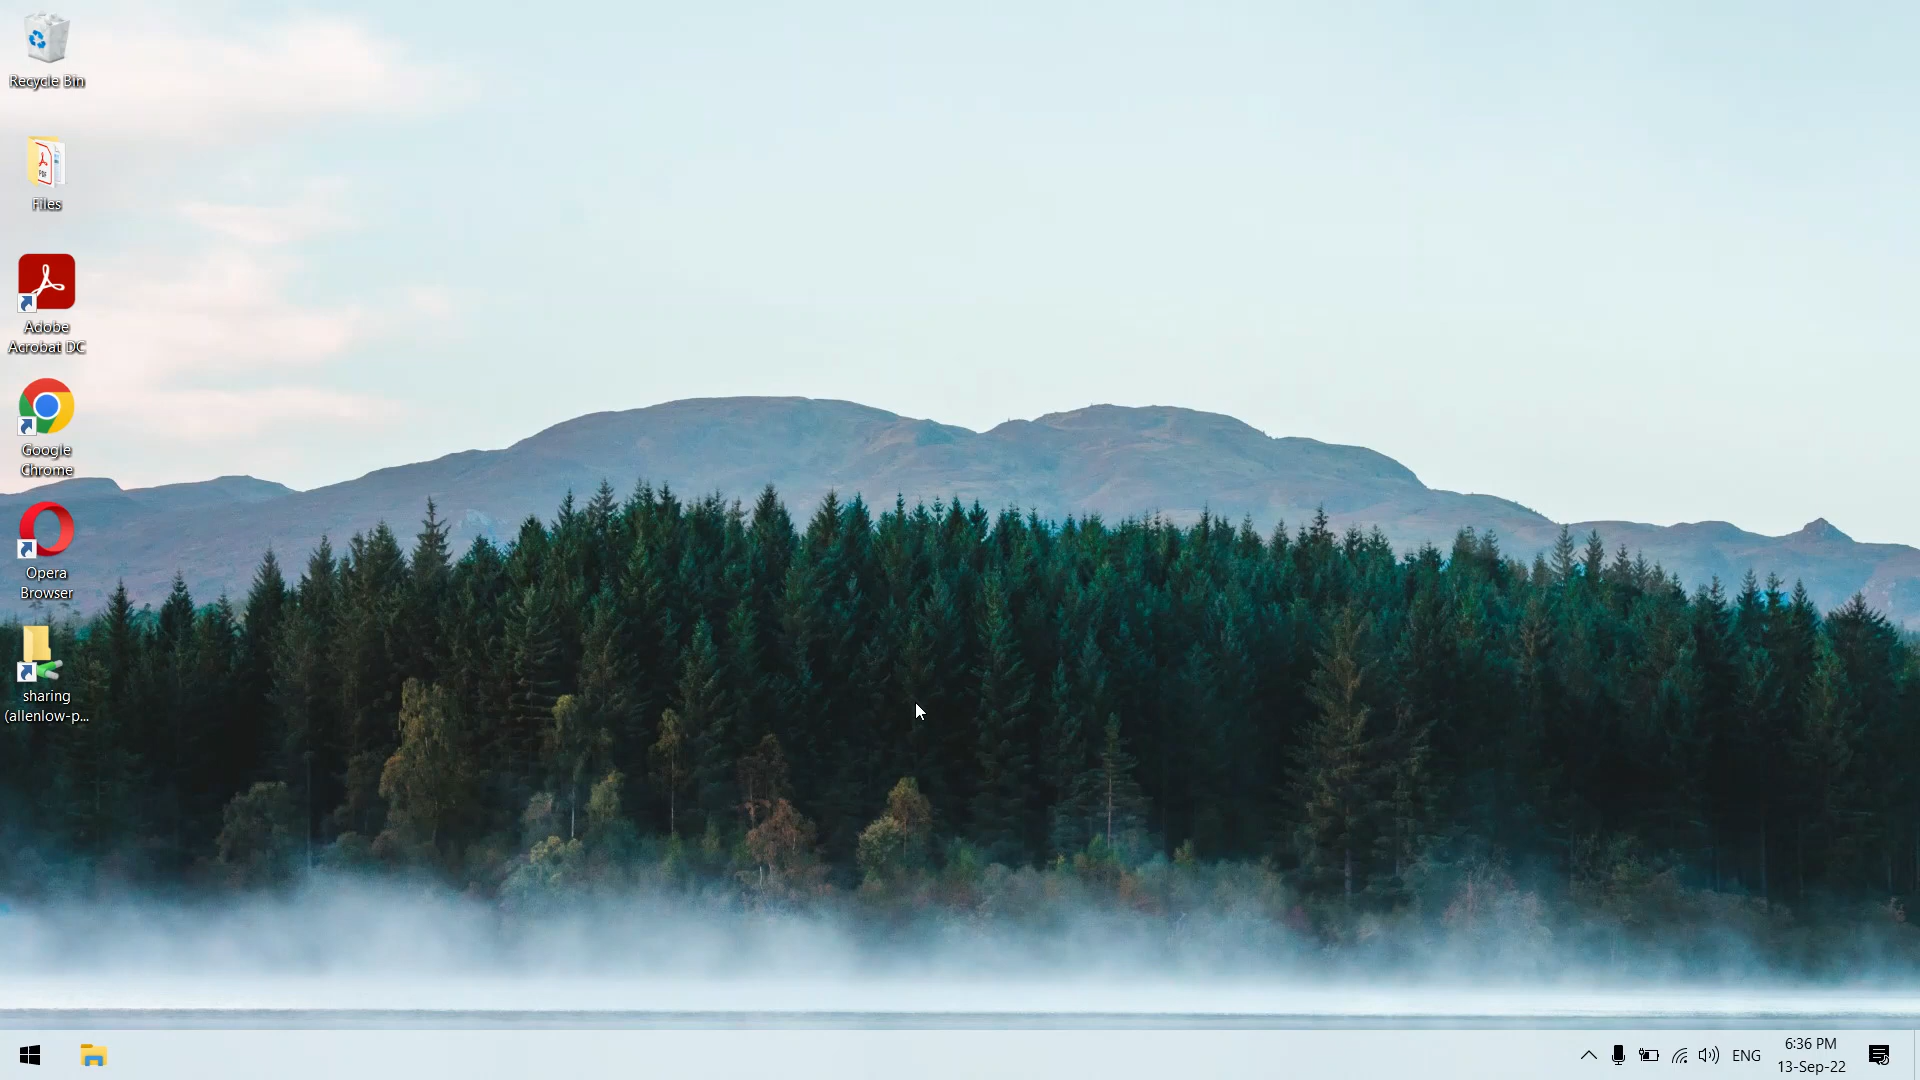 Recycle Bin
Files
Adobe
Acrobat DC
Google
Chrome
Opera
Browser
sharing
(allenlow-p...
ENG
6:36 PM
13-Sep-22